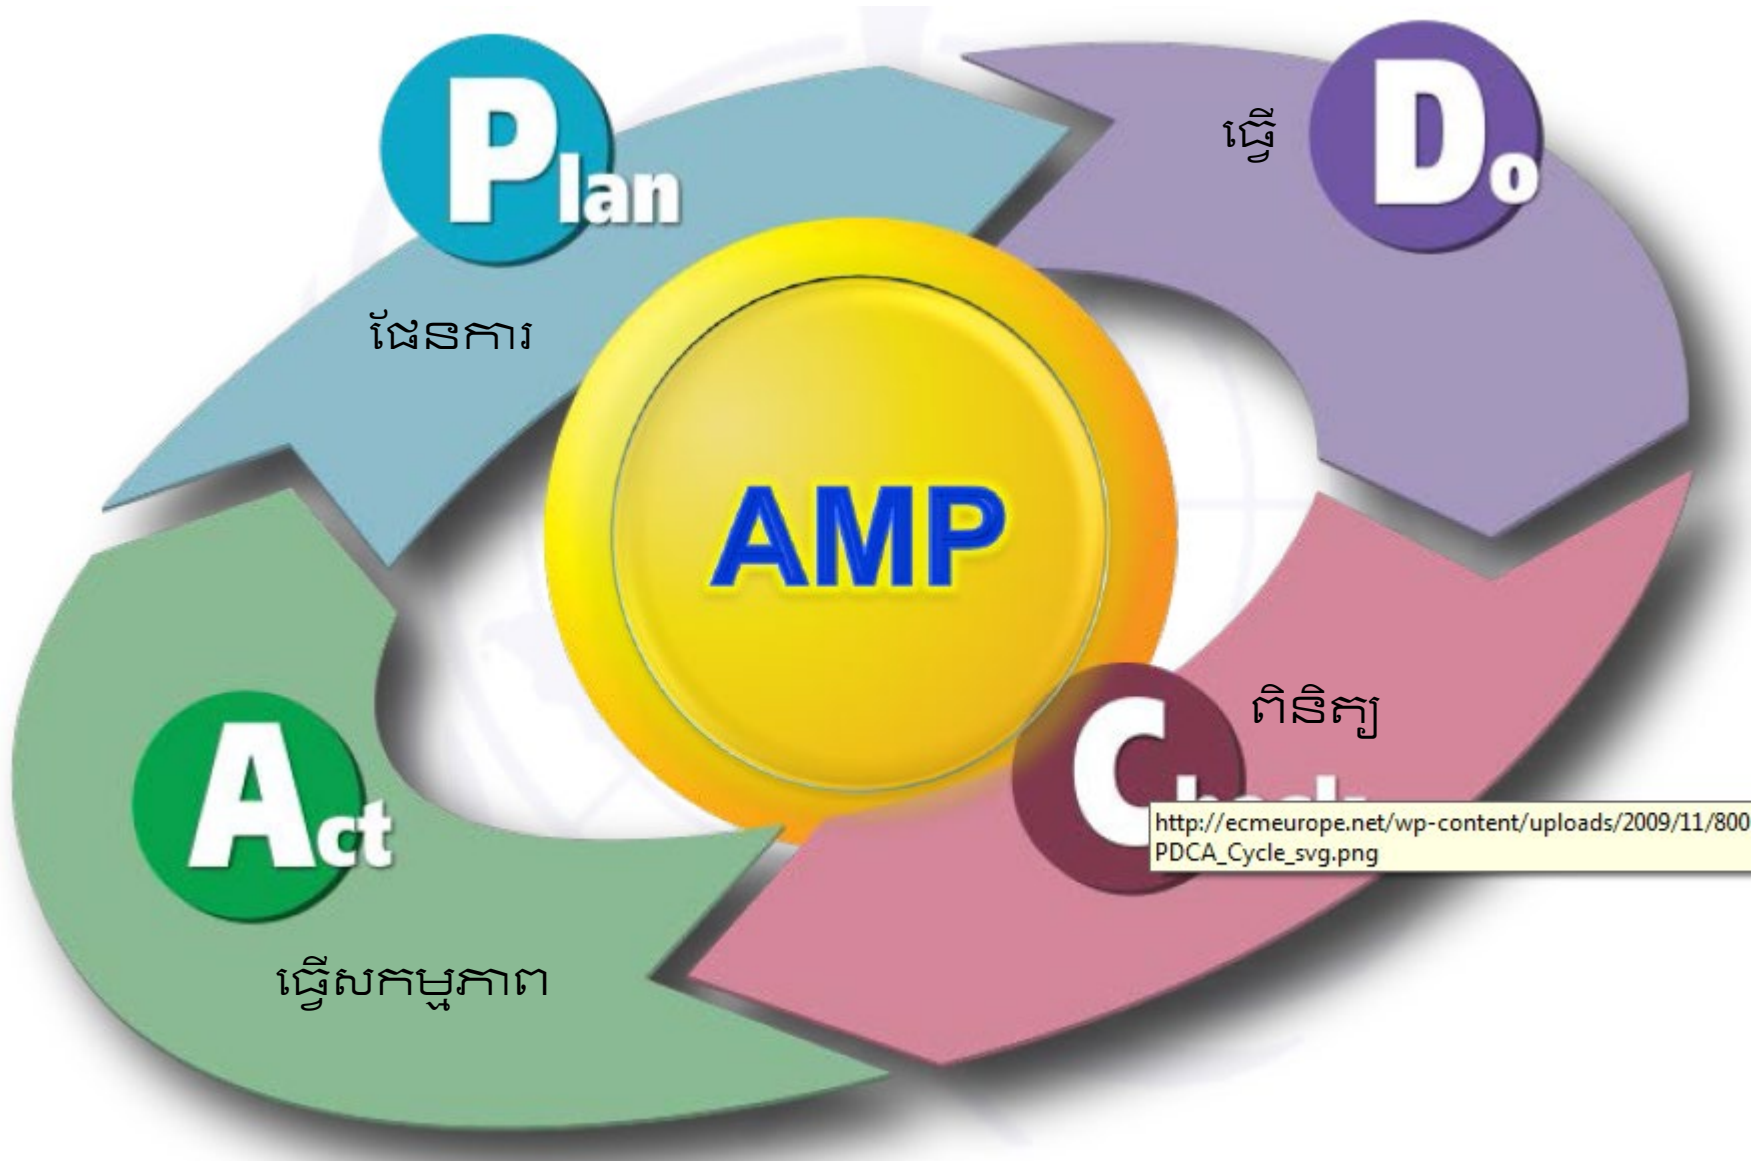 Plan
ផែនការ
ធ្វើ
Do
AMP
ពិនិត្យ
Check
http://ecmeurope.net/wp-content/uploads/2009/11/800
PDCA_Cycle_svg.png
Act
ធ្វើសកម្មភាព